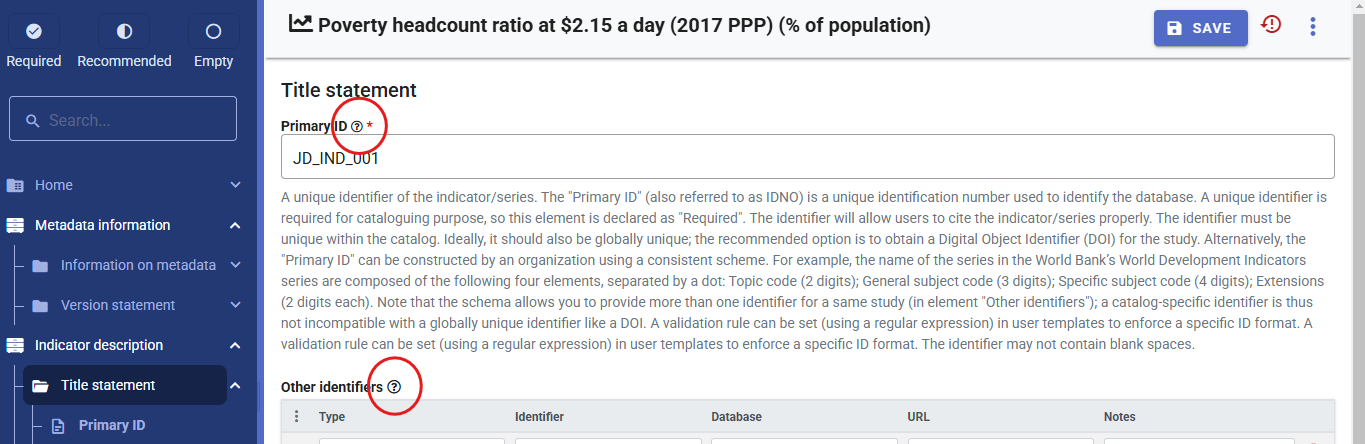 Required
Recommended
Empty
Search...
Home
Metadata information
Information on metadata
Version statement
Indicator description
Title statement
Primary ID
Poverty headcount ratio at $2.15 a day (2017 PPP) (% of population)
SAVE
Title statement
Primary ID ? *
JD_IND_001
A unique identifier of the indicator/series. The "Primary ID" (also referred to as IDNO) is a unique identification number used to identify the database. A unique identifier is
required for cataloguing purpose, so this element is declared as "Required". The identifier will allow users to cite the indicator/series properly. The identifier must be
unique within the catalog. Ideally, it should also be globally unique; the recommended option is to obtain a Digital Object Identifier (DOI) for the study. Alternatively, the
"Primary ID" can be constructed by an organization using a consistent scheme. For example, the name of the series in the World Bank’s World Development Indicators
series are composed of the following four elements, separated by a dot: Topic code (2 digits); General subject code (3 digits); Specific subject code (4 digits); Extensions
(2 digits each). Note that the schema allows you to provide more than one identifier for a same study (in element "Other identifiers"); a catalog-specific identifier is thus
not incompatible with a globally unique identifier like a DOI. A validation rule can be set (using a regular expression) in user templates to enforce a specific ID format. A
validation rule can be set (using a regular expression) in user templates to enforce a specific ID format. The identifier may not contain blank spaces.
Other identifiers ?
Type Identifier Database URL Notes